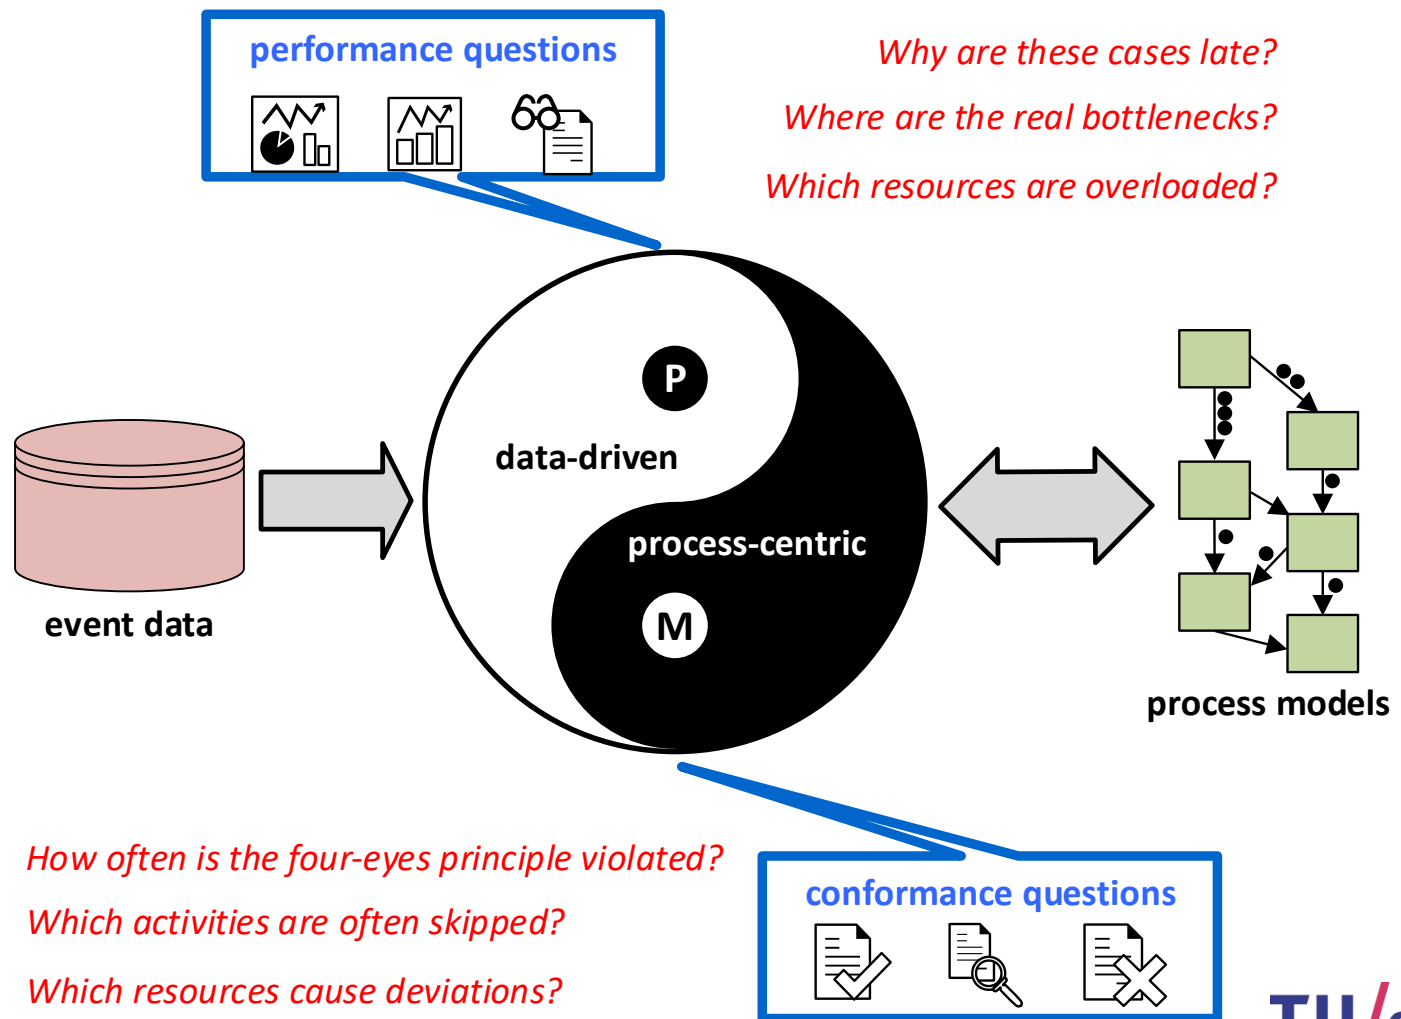 performance questions
Why are these cases late?
Where are the real bottlenecks?
Which resources are overloaded?
P
data-driven
process-centric
M
event data
process models
How often is the four-eyes principle violated?
Which activities are often skipped?
Which resources cause deviations?
conformance questions